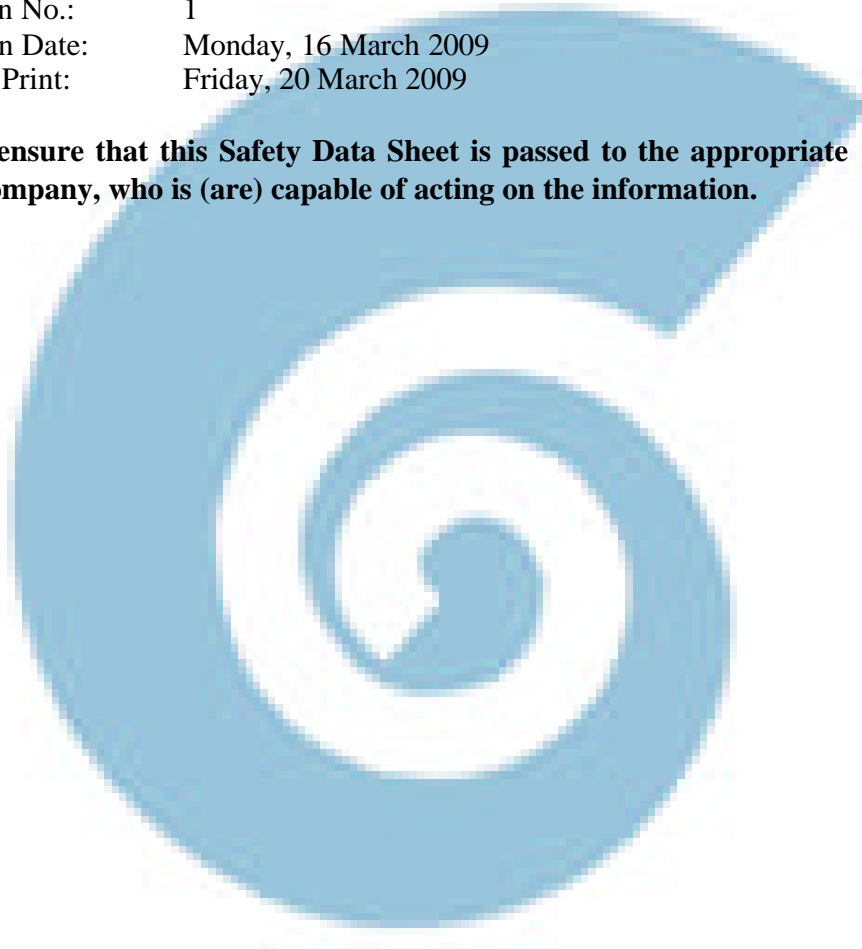 n No.: 1
n Date: Monday, 16 March 2009
Print: Friday, 20 March 2009
ensure that this Safety Data Sheet is passed to the appropriate
ompany, who is (are) capable of acting on the information.